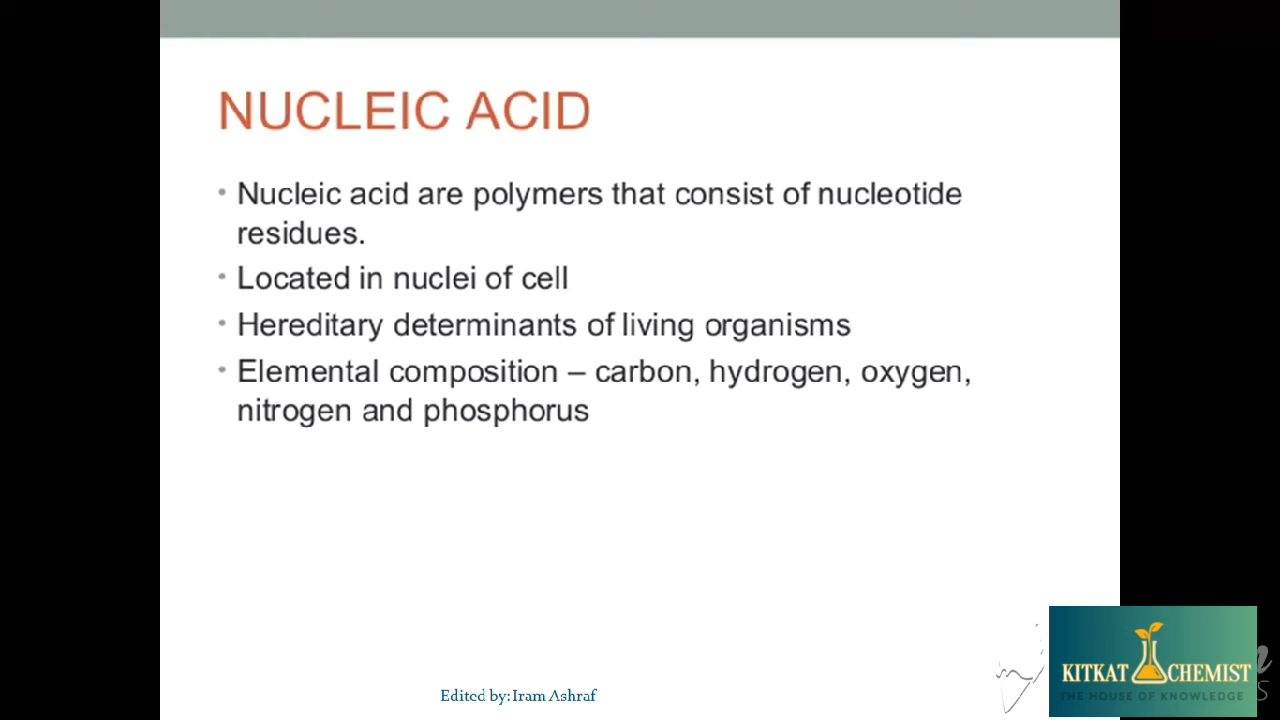 NUCLEIC ACID
• Nucleic acid are polymers that consist of nucleotide
residues.
• Located in nuclei of cell
• Hereditary determinants of living organisms
• Elemental composition – carbon, hydrogen, oxygen,
nitrogen and phosphorus
KITKAT CHEMIST
THE HOUSE OF KNOWLEDGE
Edited by: Iram Ashraf